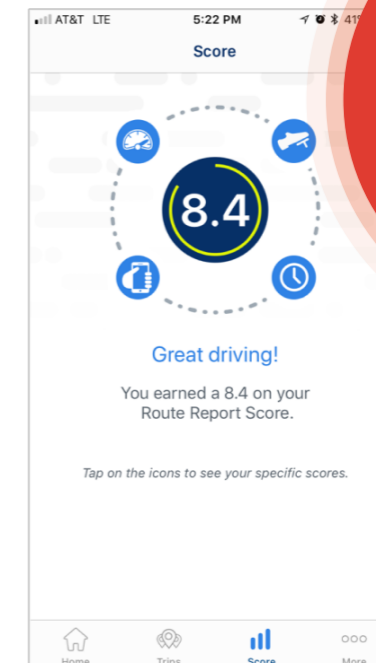 AT&T LTE 5:22 PM 41%
Score
8.4
Great driving!
You earned a 8.4 on your
Route Report Score.
Tap on the icons to see your specific scores.
Home Trips Score More